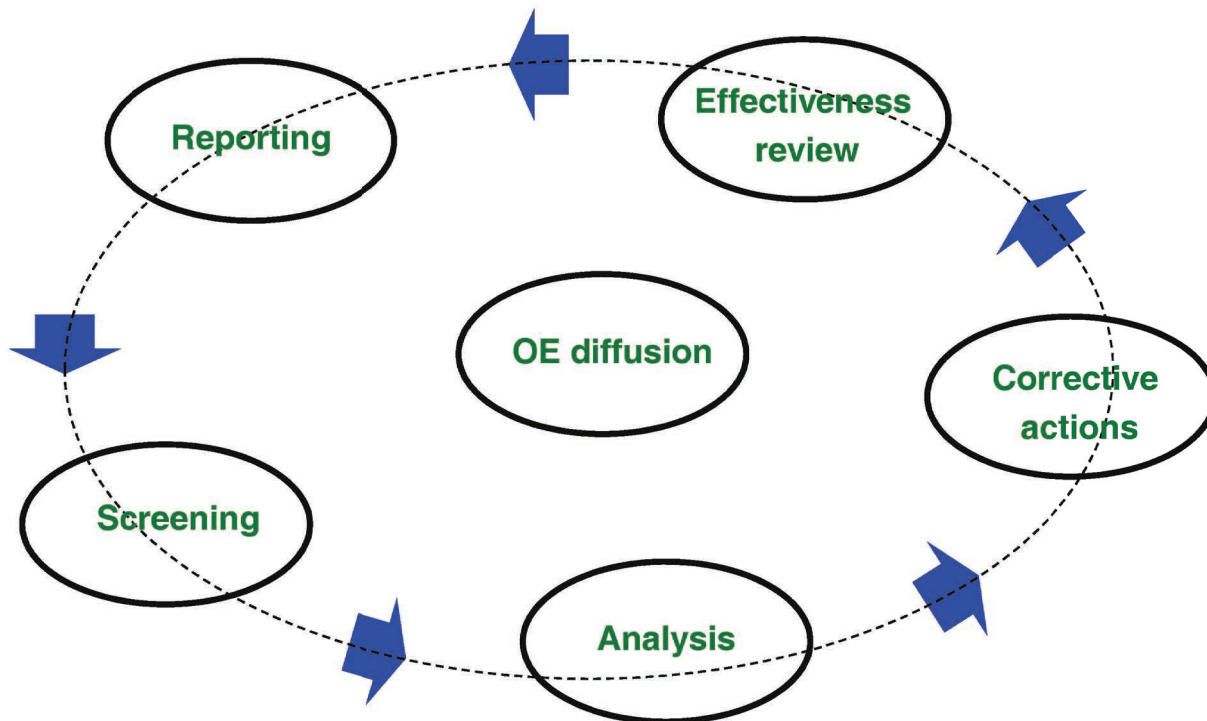 Effectiveness
review
Reporting
OE diffusion
Corrective
actions
Screening
Analysis